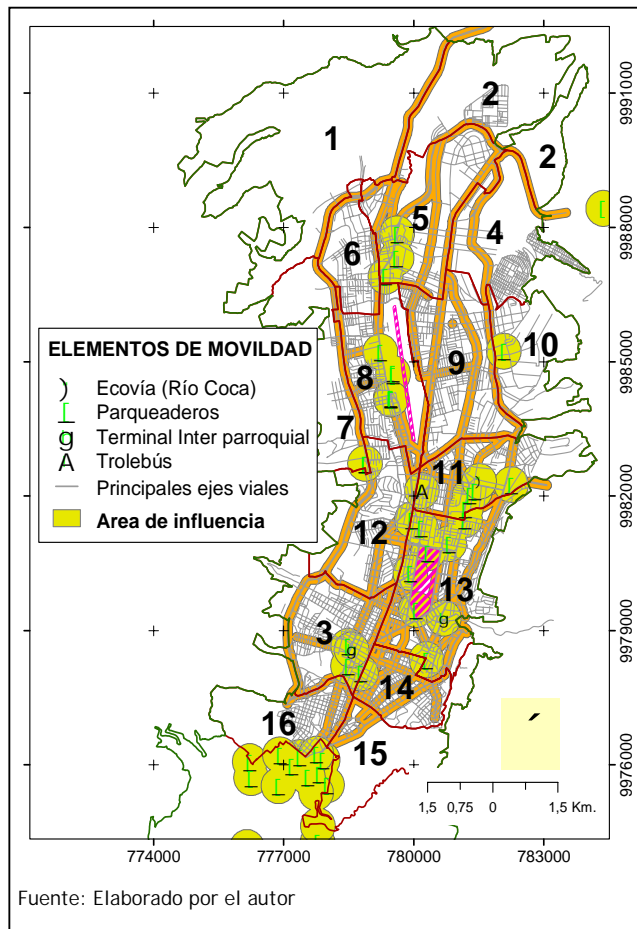 1
2
2
5
4
6
ELEMENTOS DE MOVILDAD
Ecovía (Río Coca)
Parqueaderos
g Terminal Inter parroquial
A Trolebús
Principales ejes viales
Area de influencia
10
9
8
7
11
A
12
13
g
3
g
14
16
15
1,5 0,75 0 1,5 Km.
9991000
9988000
9985000
9982000
9979000
9976000
774000 777000 780000 783000
Fuente: Elaborado por el autor